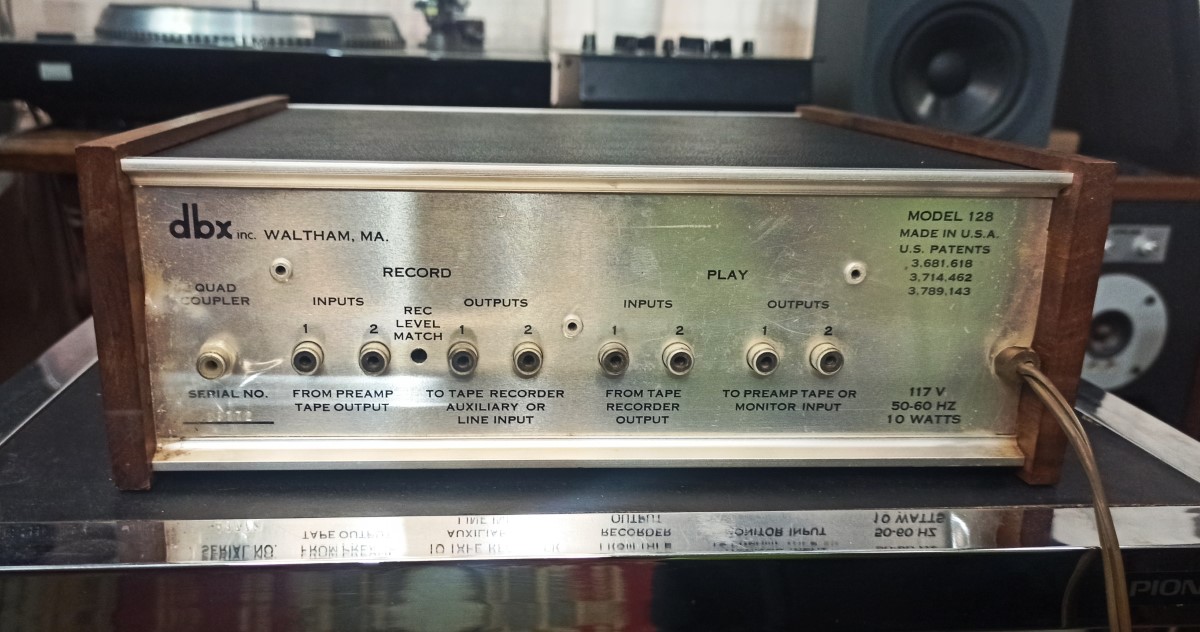 dbx inc. WALTHAM, MA.
MODEL 128
MADE IN U.S.A.
U.S. PATENTS
3,681,618
3,714,462
3,789,143
RECORD
PLAY
QUAD
COUPLER
INPUTS
1 2
REC
LEVEL
MATCH
OUTPUTS
1 2
INPUTS
1 2
OUTPUTS
1 2
SERIAL NO.
FROM PREAMP
TAPE OUTPUT
TO TAPE RECORDER
AUXILIARY OR
LINE INPUT
FROM TAPE
RECORDER
OUTPUT
TO PREAMP TAPE OR
MONITOR INPUT
117 V
50-60 HZ
10 WATTS